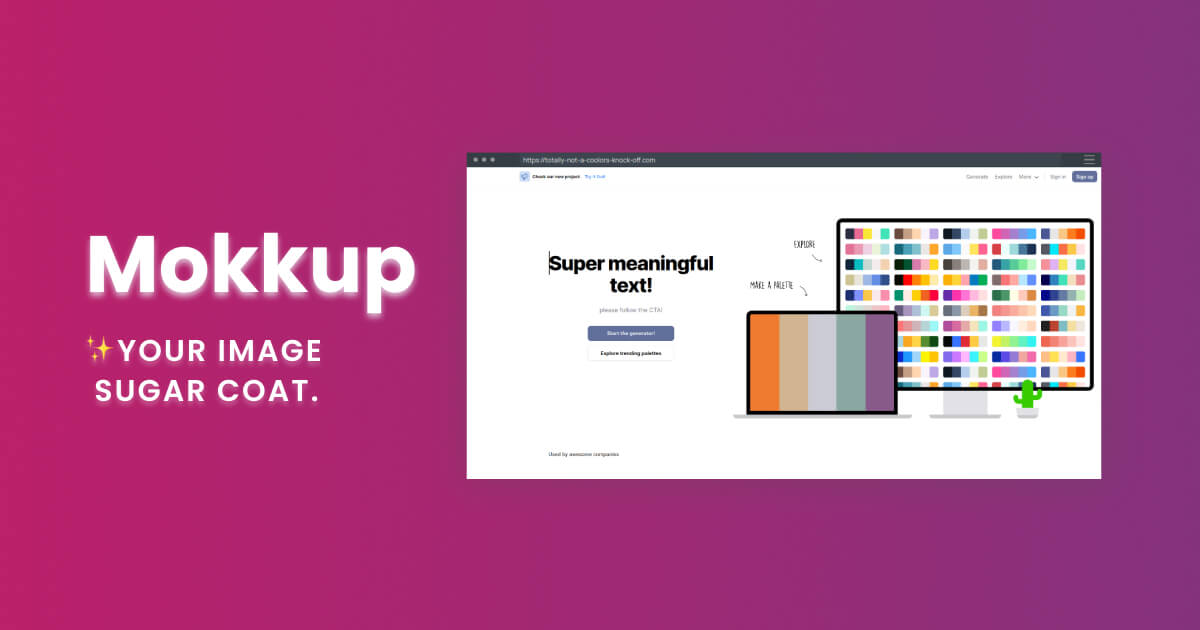 Mokkup
✨YOUR IMAGE
SUGAR COAT.
https://totally-not-a-coolors-knock-off.com
Check our new project Try it Out!
Generate Explore More Sign in Sign up
Super meaningful
text!
please follow the CTA!
Start the generator!
Explore trending palettes
EXPLORE
MAKE A PALETTE
Used by awesome companies